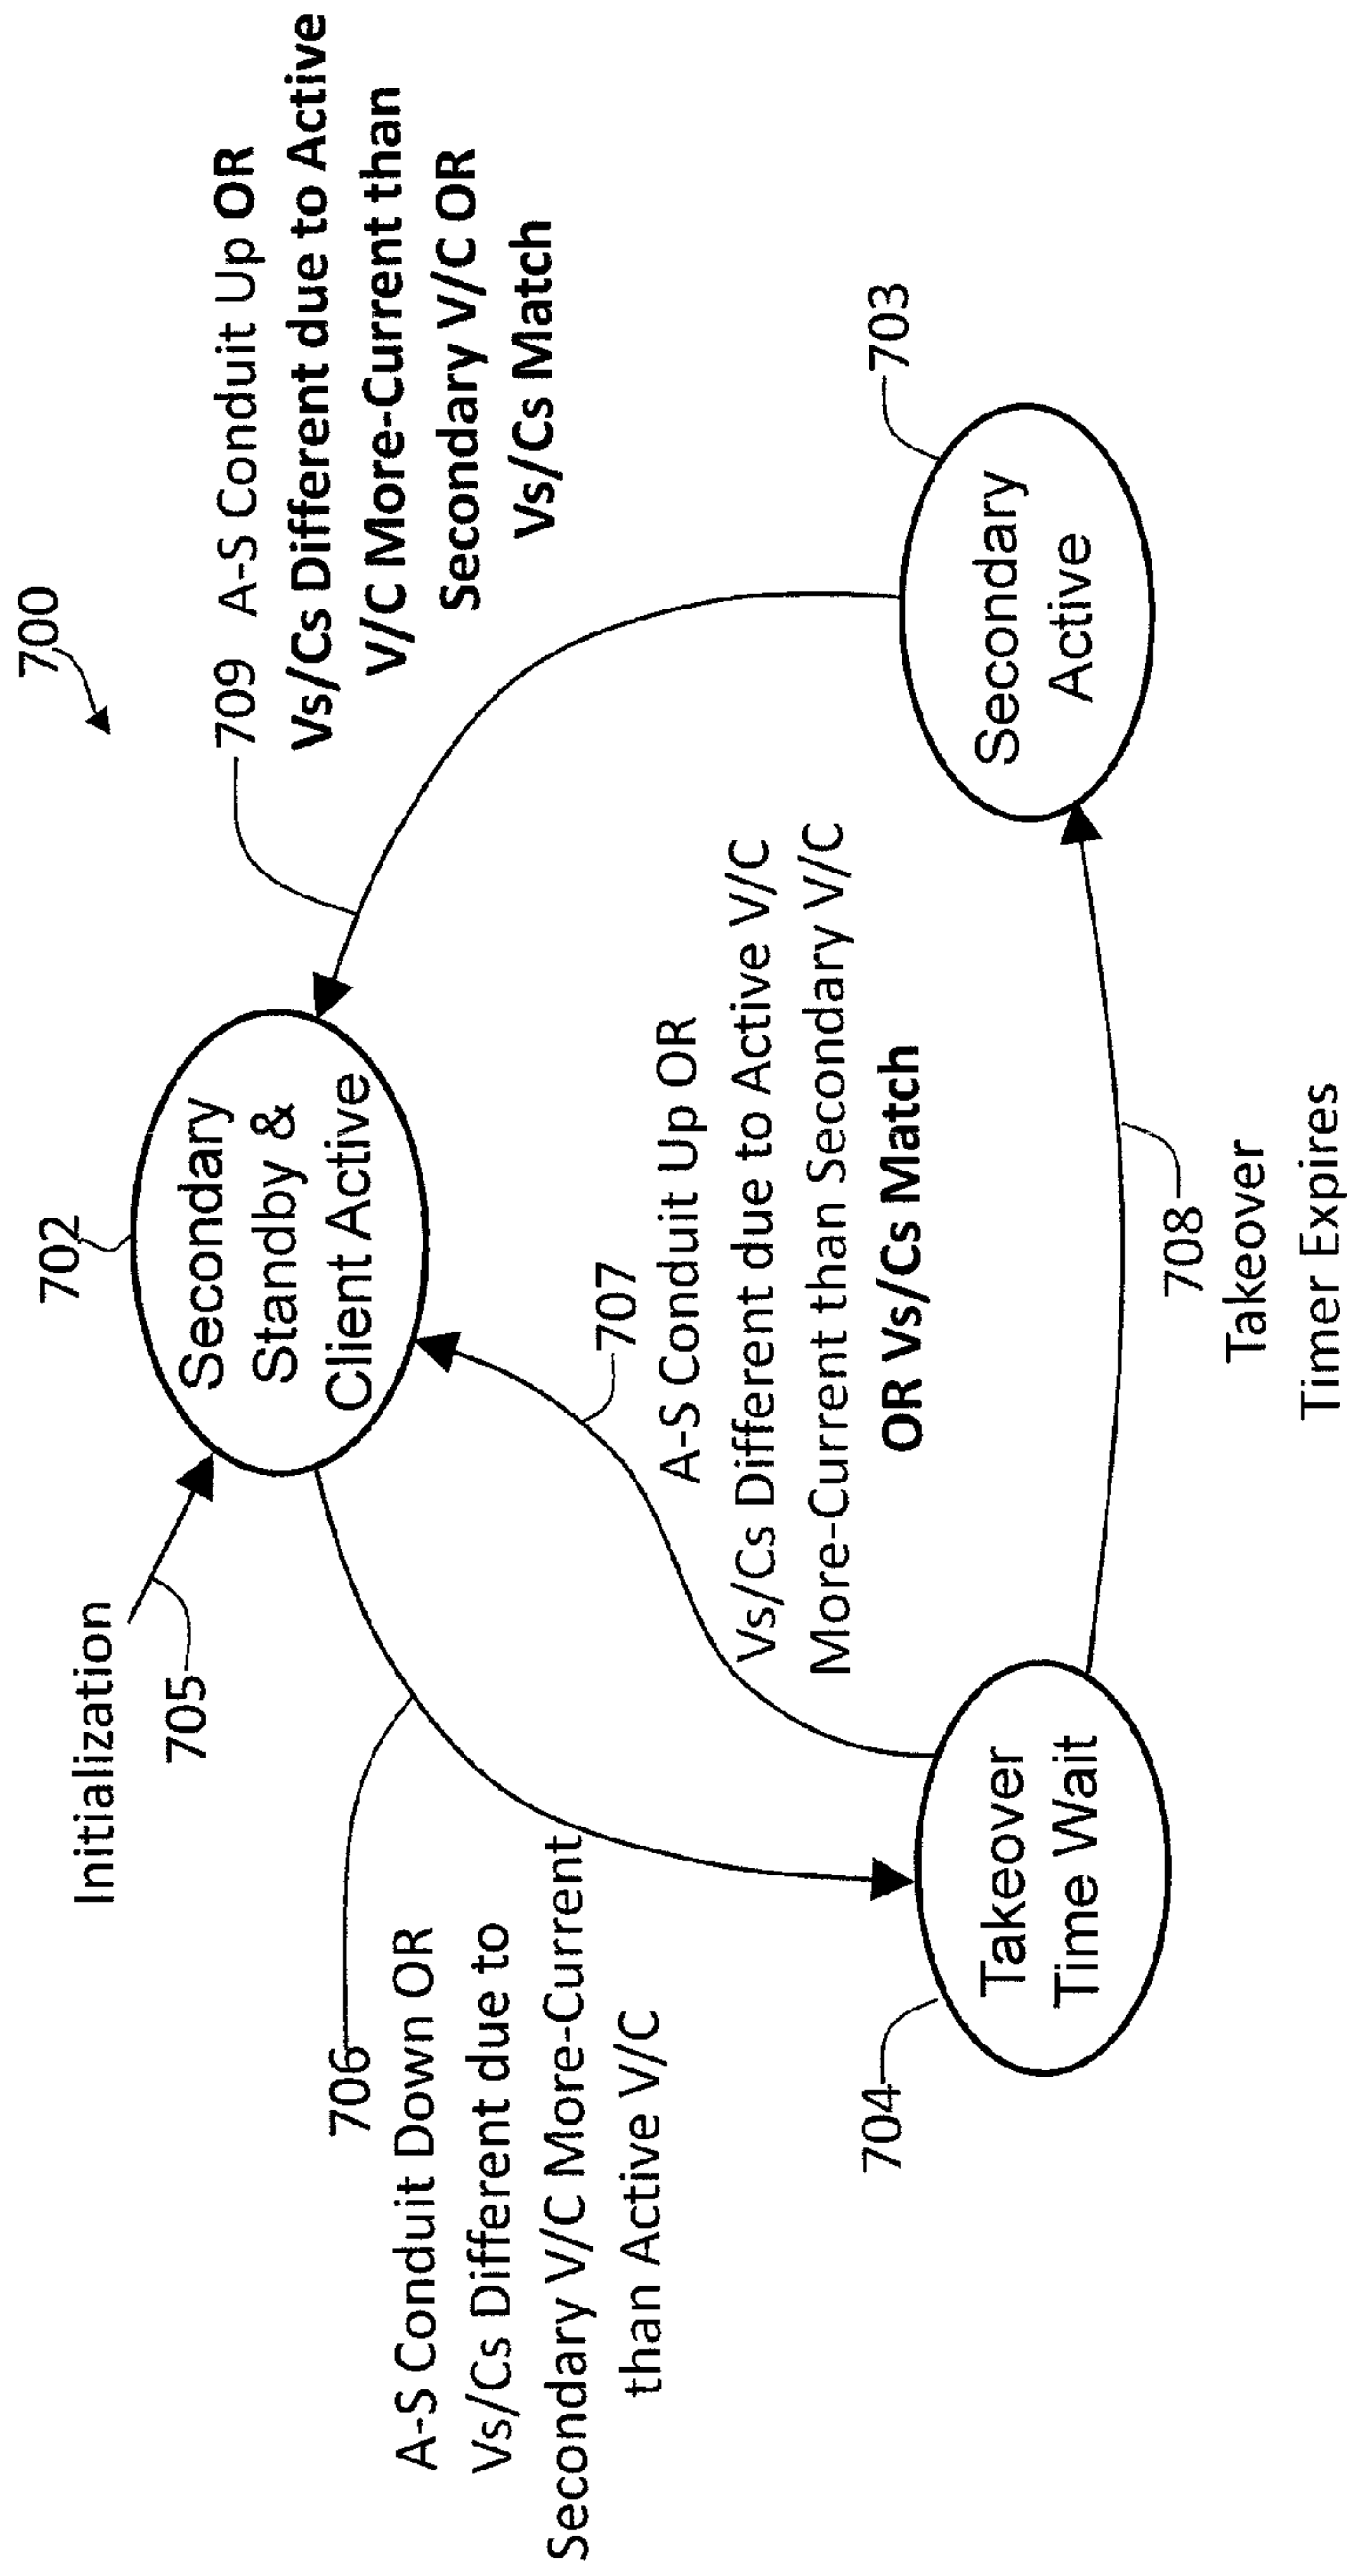 700
702
Initialization
705
Secondary
Standby &
Client Active
709 A-S Conduit Up OR
Vs/Cs Different due to Active
V/C More-Current than
Secondary V/C OR
Vs/Cs Match
706
A-S Conduit Down OR
Vs/Cs Different due to
Secondary V/C More-Current
than Active V/C
707
A-S Conduit Up OR
Vs/Cs Different due to Active V/C
More-Current than Secondary V/C
OR Vs/Cs Match
704
Takeover
Time Wait
703
Secondary
Active
708
Takeover
Timer Expires